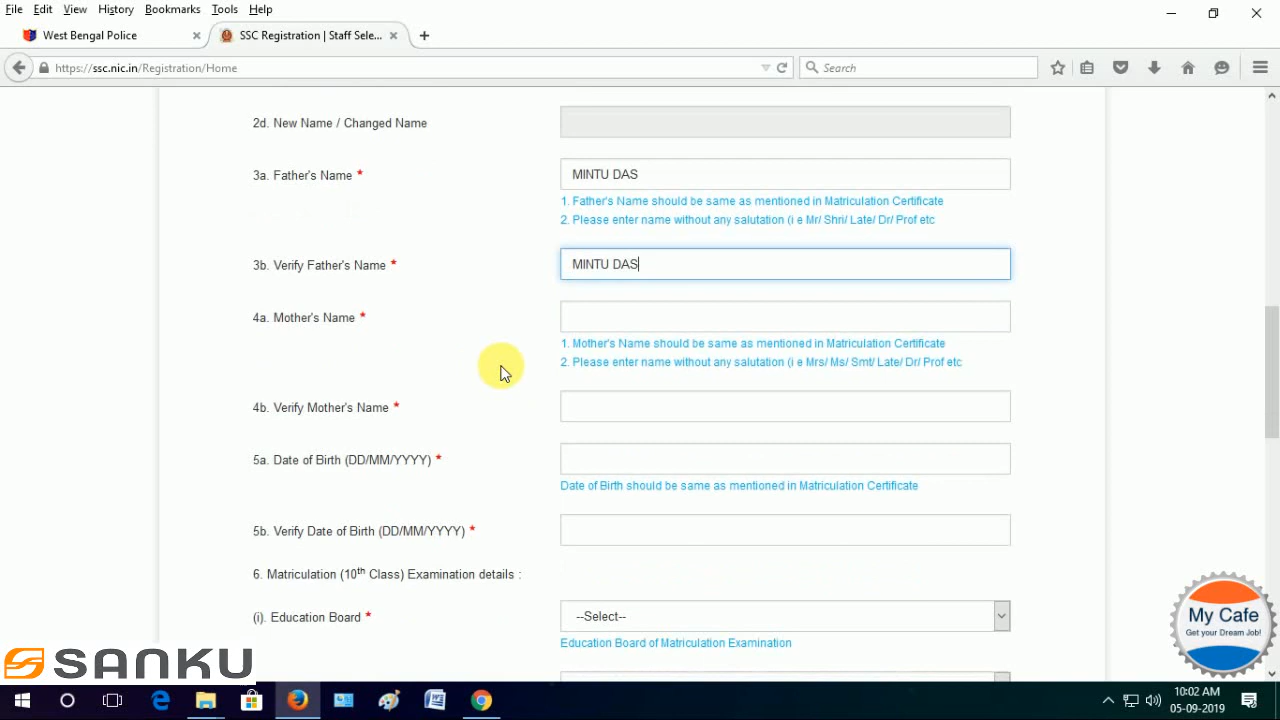 File Edit View History Bookmarks Tools Help
West Bengal Police
SSC Registration | Staff Selec...
https://ssc.nic.in/Registration/Home
Search
2d. New Name / Changed Name
3a. Father's Name *
MINTU DAS
1. Father's Name should be same as mentioned in Matriculation Certificate
2. Please enter name without any salutation (i e Mr/ Shri/ Late/ Dr/ Prof etc
3b. Verify Father's Name *
MINTU DAS
4a. Mother's Name *
1. Mother's Name should be same as mentioned in Matriculation Certificate
2. Please enter name without any salutation (i e Mrs/ Ms/ Smt/ Late/ Dr/ Prof etc
4b. Verify Mother's Name *
5a. Date of Birth (DD/MM/YYYY) *
Date of Birth should be same as mentioned in Matriculation Certificate
5b. Verify Date of Birth (DD/MM/YYYY) *
6. Matriculation (10th Class) Examination details :
(i). Education Board *
--Select--
Education Board of Matriculation Examination
My Cafe
Get your Dream Job!
SANKU
10:02 AM
05-09-2019